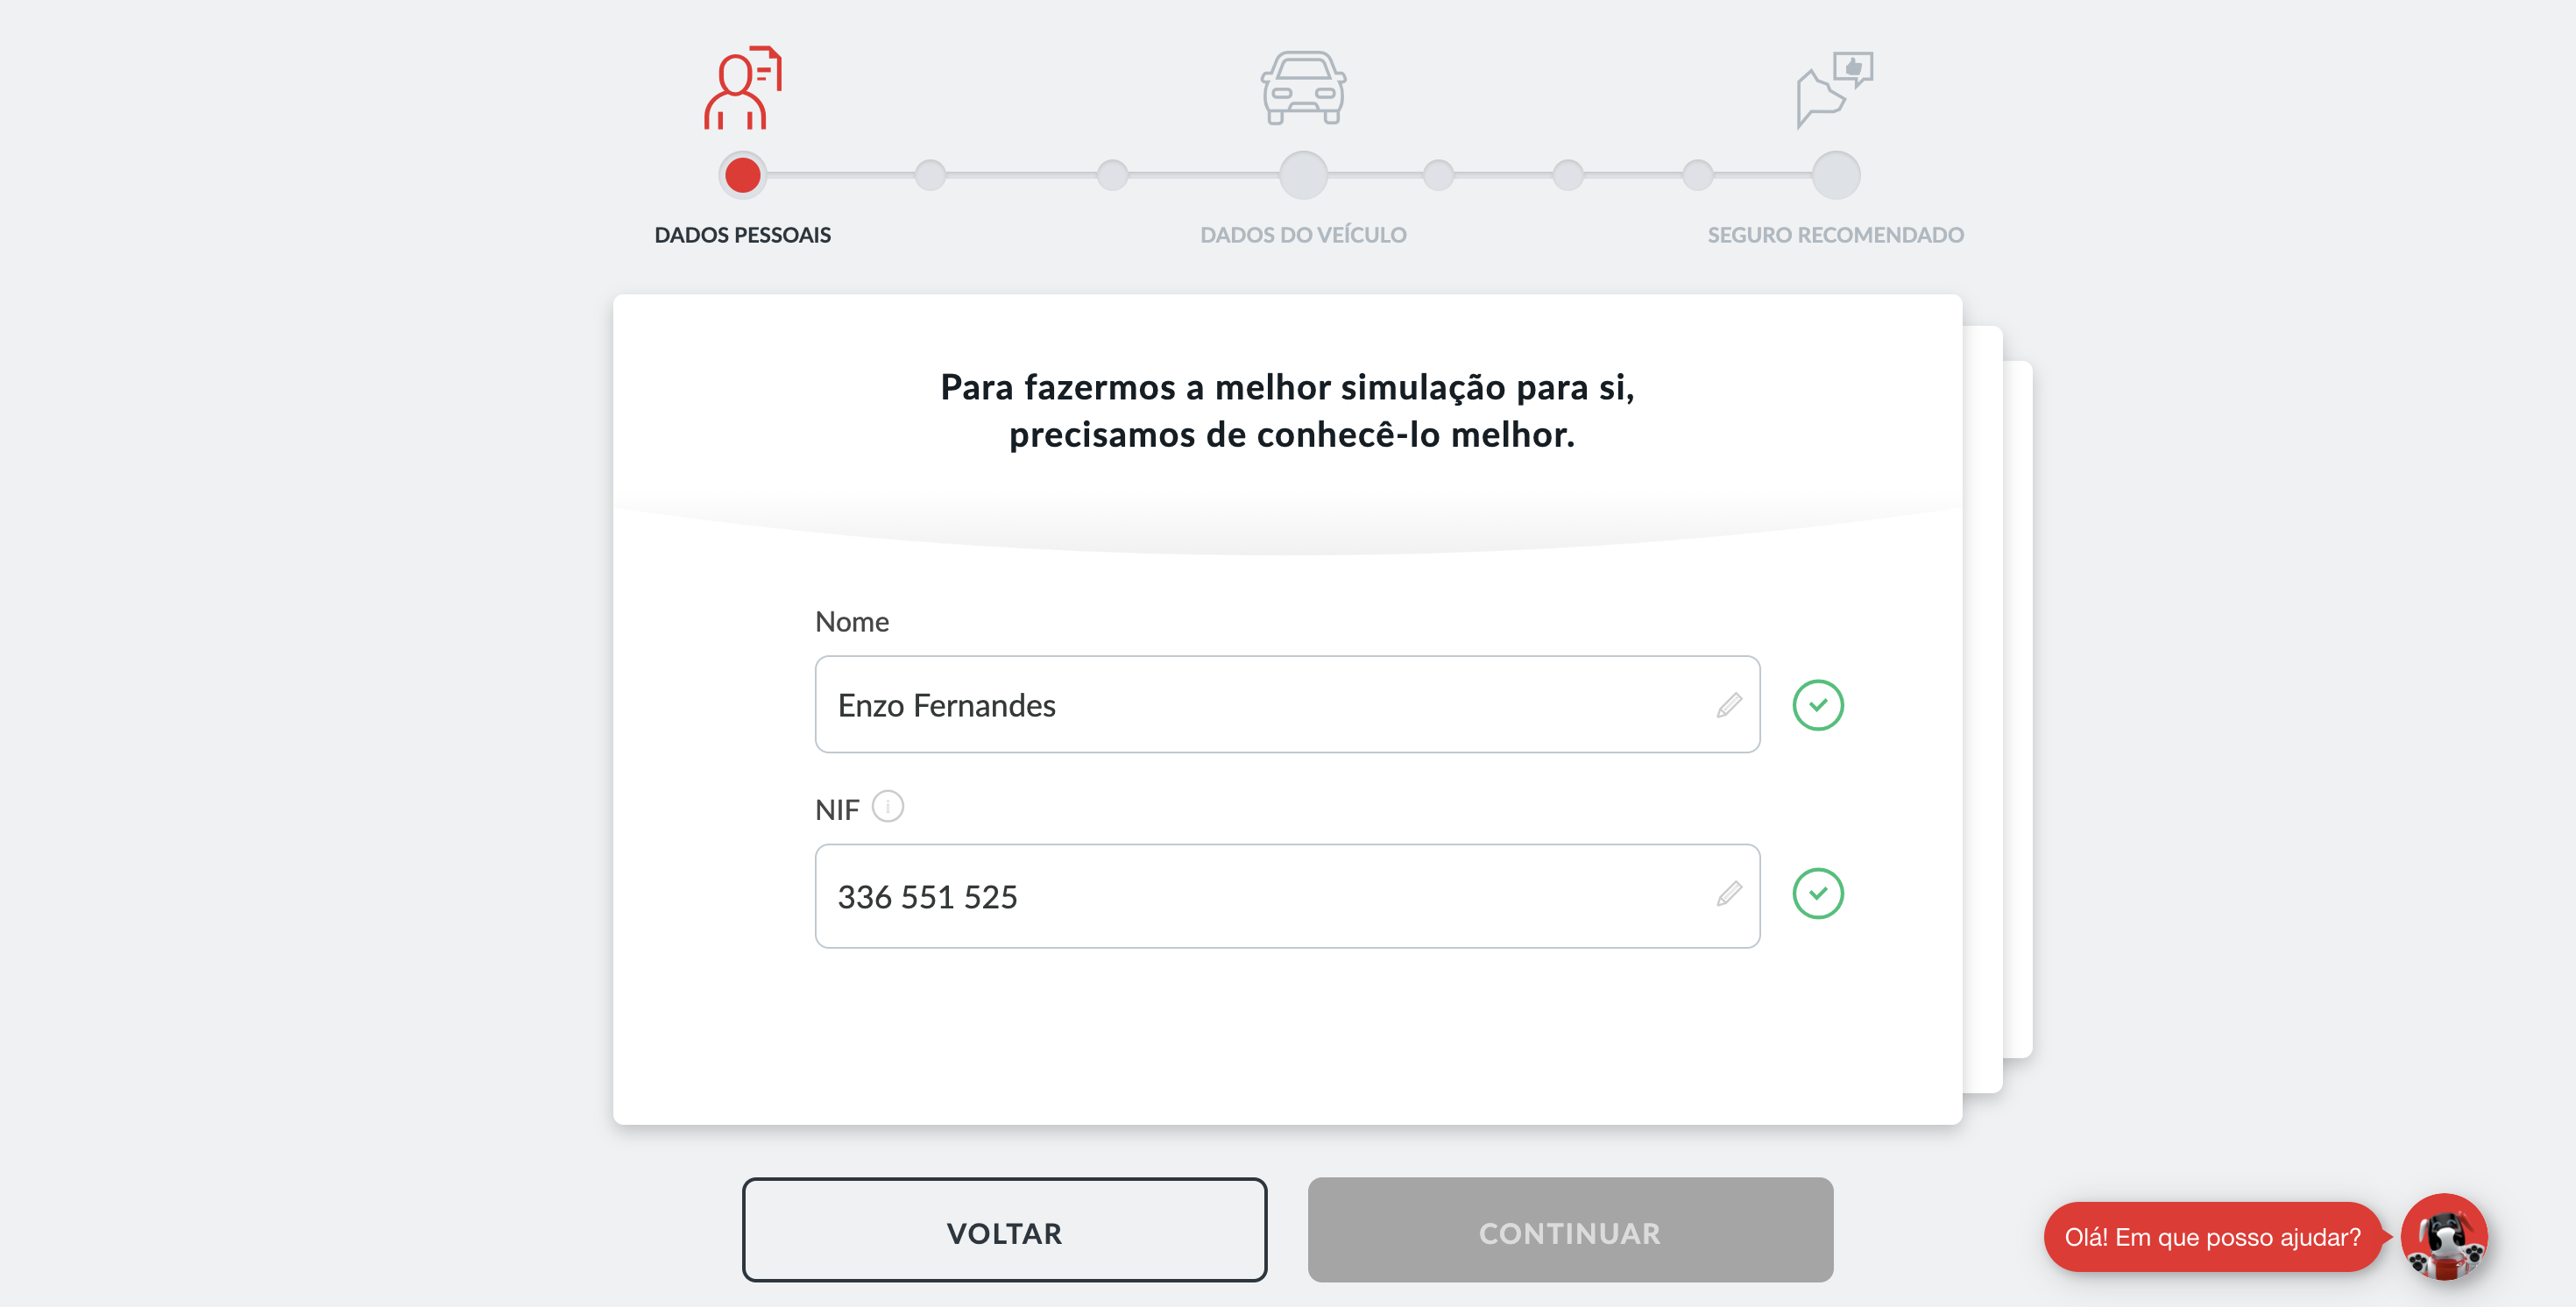 DADOS PESSOAIS
DADOS DO VEÍCULO
SEGURO RECOMENDADO
Para fazermos a melhor simulação para si,
precisamos de conhecê-lo melhor.
Nome
Enzo Fernandes
NIF
336 551 525
VOLTAR
CONTINUAR
Olá! Em que posso ajudar?